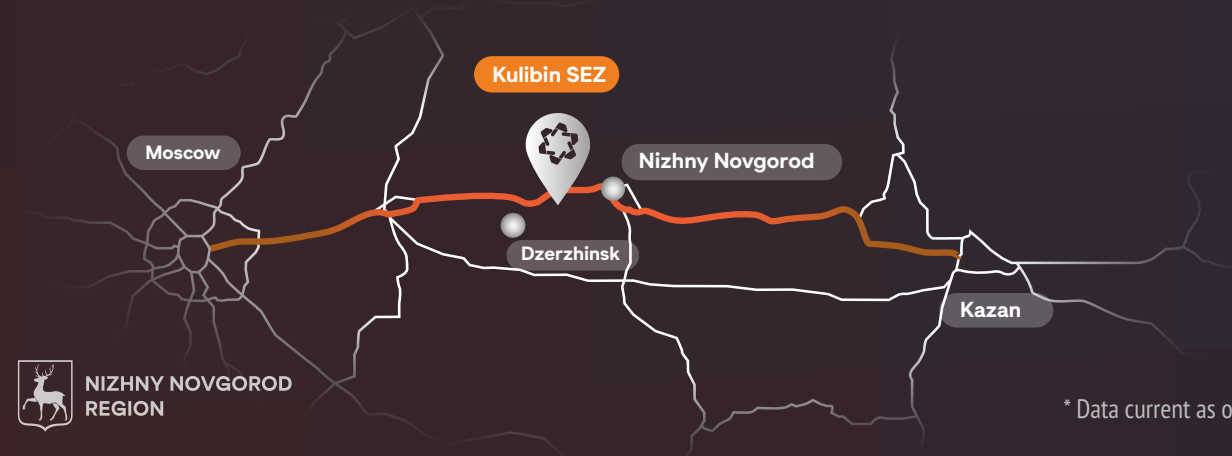 Kulibin SEZ
Moscow
Nizhny Novgorod
Dzerzhinsk
Kazan
NIZHNY NOVGOROD
REGION
* Data current as o